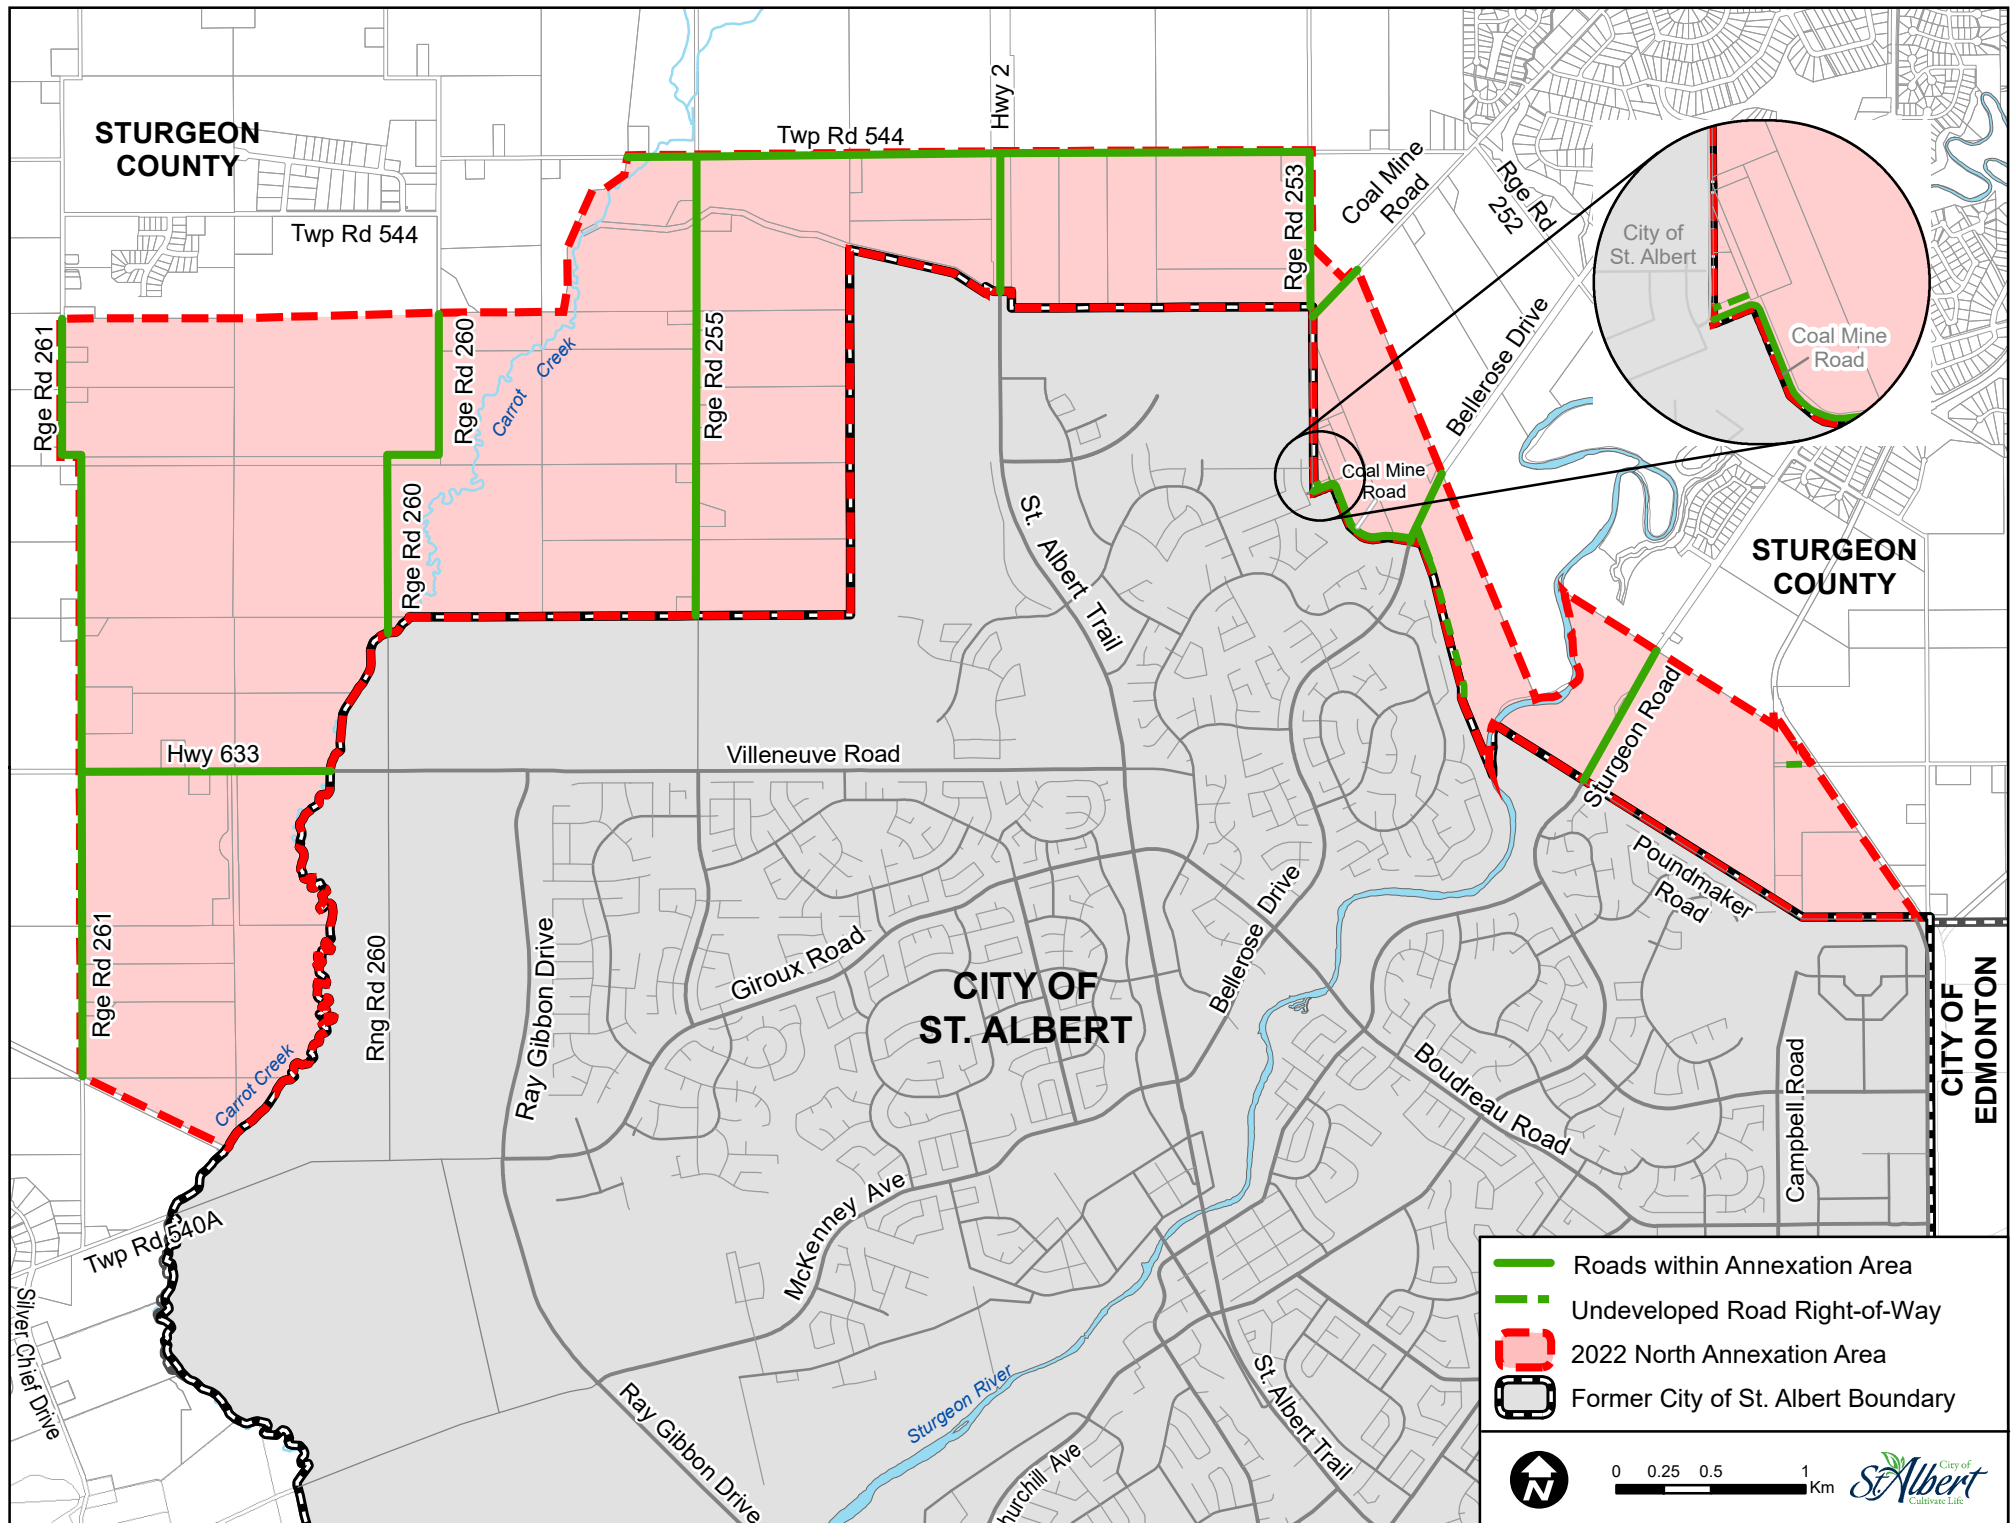 STURGEON
COUNTY
Twp Rd 544
Hwy 2
Twp Rd 544
Coal Mine
Road
Rge Rd
252
Rge Rd 253
City of
St. Albert
Coal Mine
Road
Rge Rd 261
Rge Rd 260
Carrot Creek
Rge Rd 255
Bellerose Drive
Coal Mine
Road
Rge Rd 260
St. Albert Trail
STURGEON
COUNTY
Sturgeon Road
Hwy 633
Villeneuve Road
Poundmaker
Road
Rge Rd 261
Rng Rd 260
Ray Gibbon Drive
Giroux Road
Bellerose Drive
CITY OF
ST. ALBERT
CITY OF
EDMONTON
Carrot Creek
Boudreau Road
Campbell Road
Twp Rd 540A
McKenney Ave
Silver Chief Drive
Sturgeon River
St. Albert Trail
Ray Gibbon Drive
hurchill Ave
Roads within Annexation Area
Undeveloped Road Right-of-Way
2022 North Annexation Area
Former City of St. Albert Boundary
N
0 0.25 0.5 1
Km
City of
St. Albert
Cultivate Life